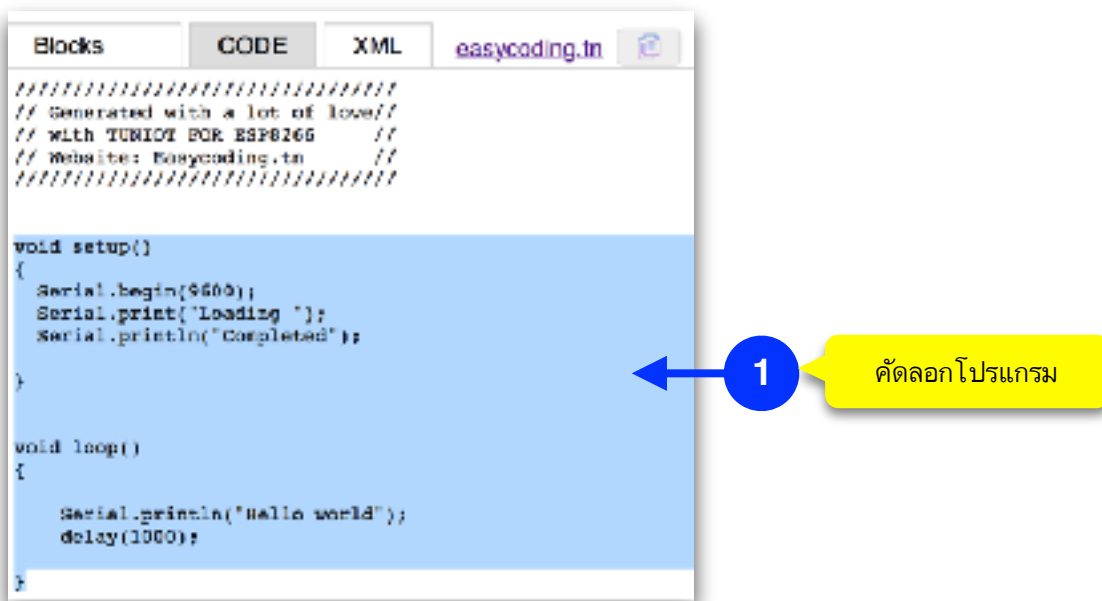 Blocks CODE XML easycoding.tn
/////////////////////////////////
// Generated with a lot of love//
// with TUNIOT FOR ESP8266     //
// Website: Easycoding.tn      //
/////////////////////////////////
void setup()
{
Serial.begin(9600);
Serial.print("Loading ");
Serial.println("Completed");
}
1 คัดลอกโปรแกรม
void loop()
{
Serial.println("Hello world");
delay(1000);
}